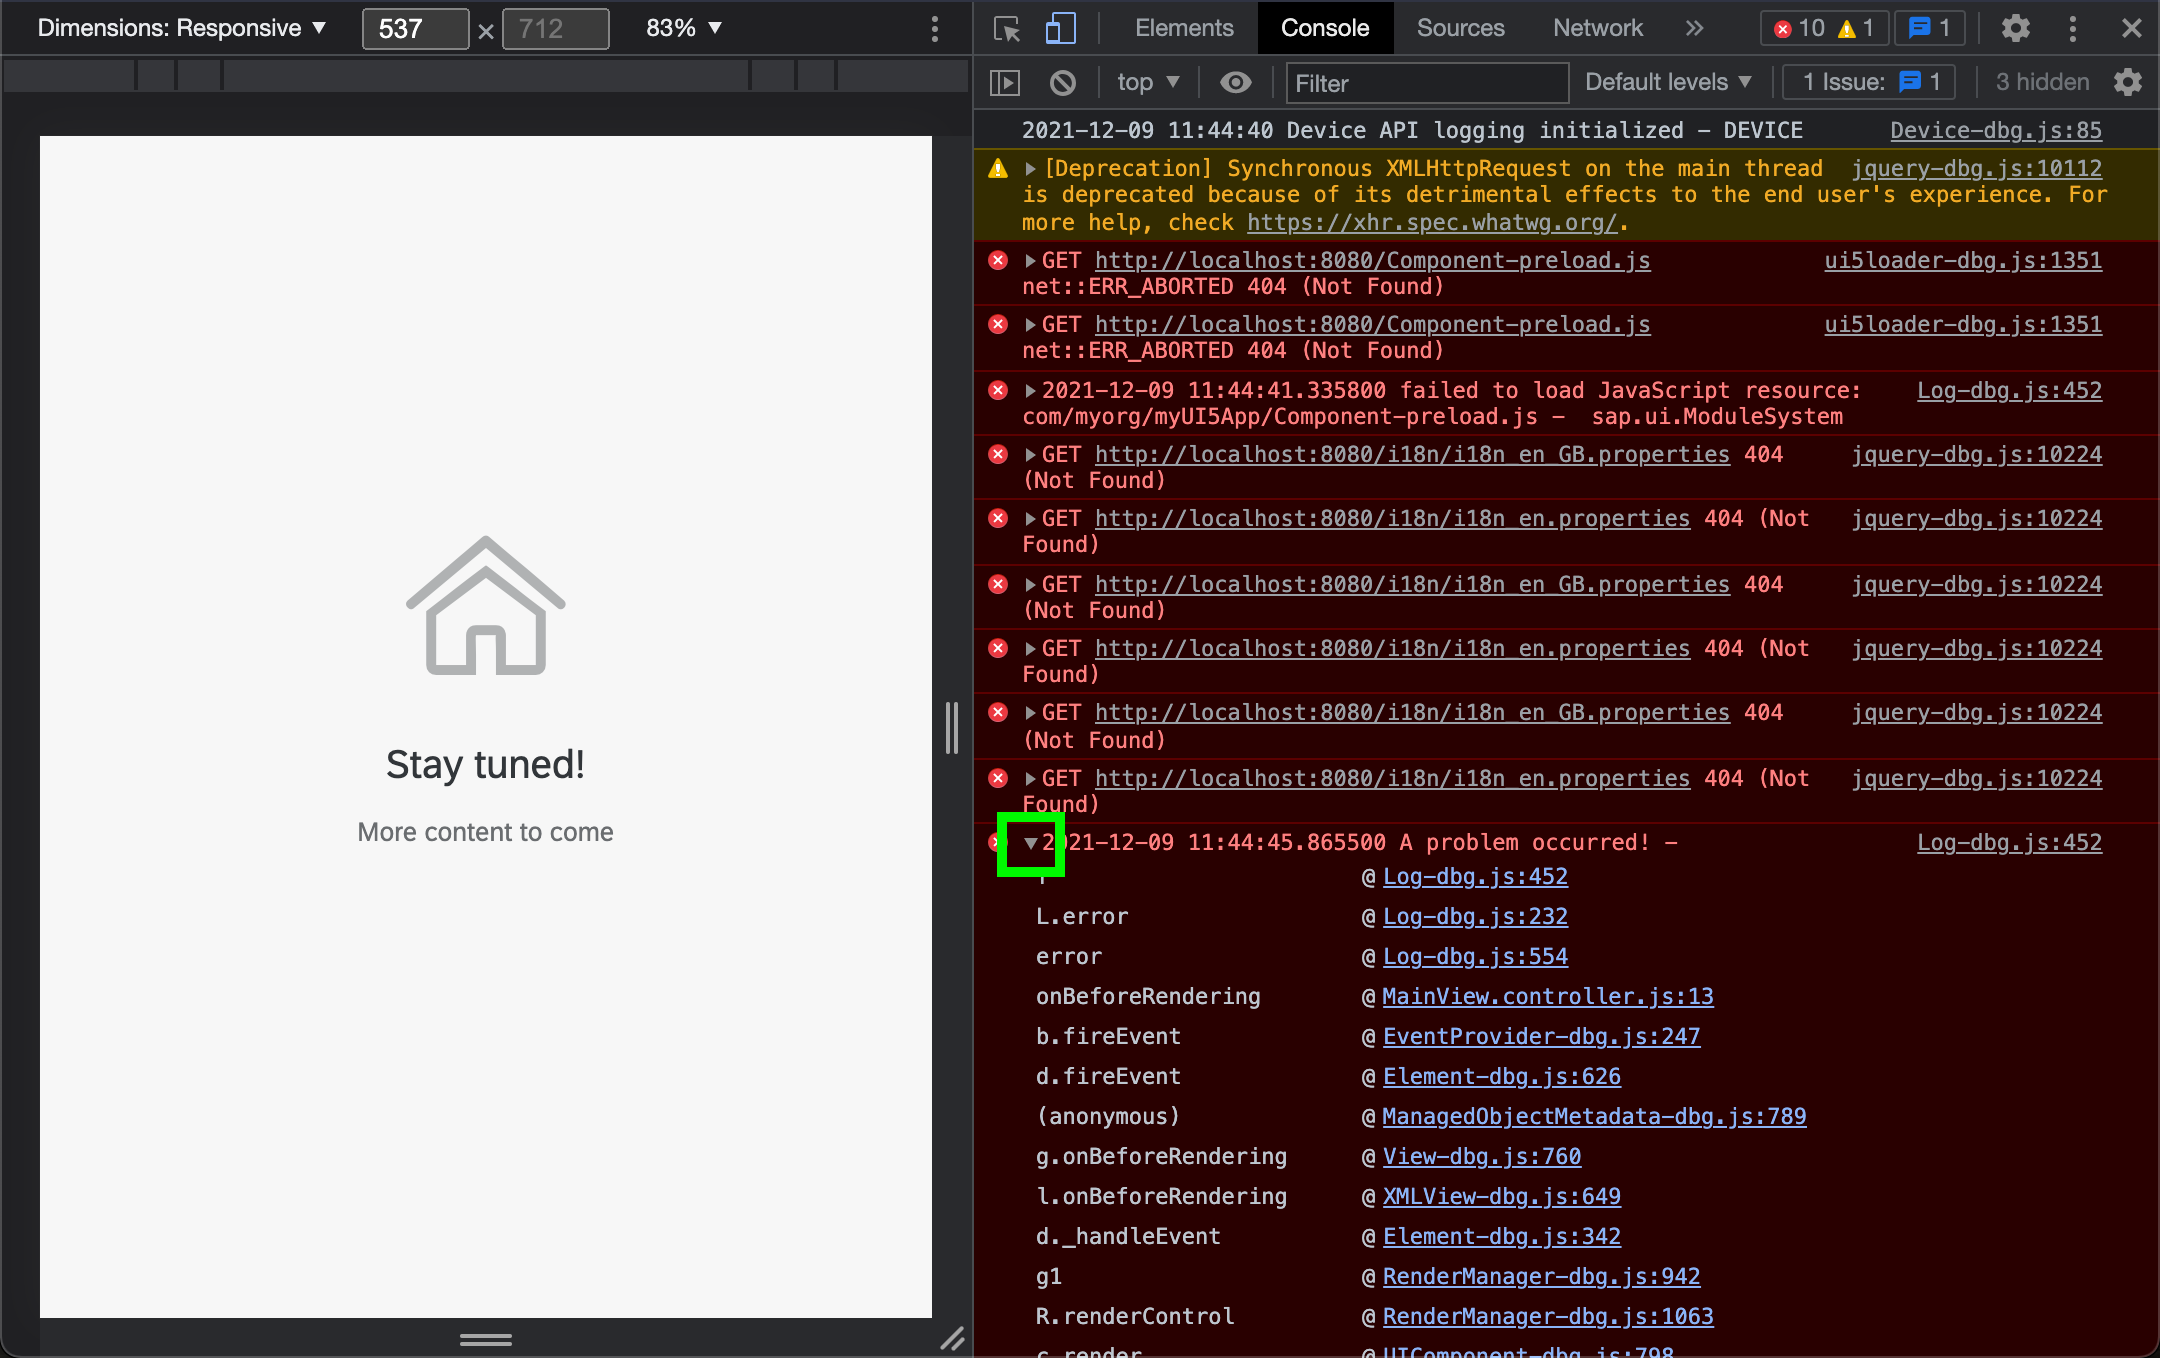 Dimensions: Responsive ▼ 537 × 712 83% ▼
Elements Console Sources Network » 10 1 1
top ▼ Filter Default levels ▼ 1 Issue: 1 3 hidden
2021-12-09 11:44:40 Device API logging initialized - DEVICE Device-dbg.js:85
[Deprecation] Synchronous XMLHttpRequest on the main thread jquery-dbg.js:10112
is deprecated because of its detrimental effects to the end user's experience. For
more help, check https://xhr.spec.whatwg.org/.
GET http://localhost:8080/Component-preload.js ui5loader-dbg.js:1351
net::ERR_ABORTED 404 (Not Found)
GET http://localhost:8080/Component-preload.js ui5loader-dbg.js:1351
net::ERR_ABORTED 404 (Not Found)
2021-12-09 11:44:41.335800 failed to load JavaScript resource: Log-dbg.js:452
com/myorg/myUI5App/Component-preload.js - sap.ui.ModuleSystem
GET http://localhost:8080/i18n/i18n_en_GB.properties 404 jquery-dbg.js:10224
(Not Found)
GET http://localhost:8080/i18n/i18n_en.properties 404 (Not jquery-dbg.js:10224
Found)
GET http://localhost:8080/i18n/i18n_en_GB.properties 404 jquery-dbg.js:10224
(Not Found)
GET http://localhost:8080/i18n/i18n_en.properties 404 (Not jquery-dbg.js:10224
Found)
GET http://localhost:8080/i18n/i18n_en_GB.properties 404 jquery-dbg.js:10224
(Not Found)
GET http://localhost:8080/i18n/i18n_en.properties 404 (Not jquery-dbg.js:10224
Found)
2021-12-09 11:44:45.865500 A problem occurred! - Log-dbg.js:452
@ Log-dbg.js:452
L.error @ Log-dbg.js:232
error @ Log-dbg.js:554
onBeforeRendering @ MainView.controller.js:13
b.fireEvent @ EventProvider-dbg.js:247
d.fireEvent @ Element-dbg.js:626
(anonymous) @ ManagedObjectMetadata-dbg.js:789
g.onBeforeRendering @ View-dbg.js:760
l.onBeforeRendering @ XMLView-dbg.js:649
d._handleEvent @ Element-dbg.js:342
g1 @ RenderManager-dbg.js:942
R.renderControl @ RenderManager-dbg.js:1063
c.render @ UIComponent-dbg.js:798
Stay tuned!
More content to come